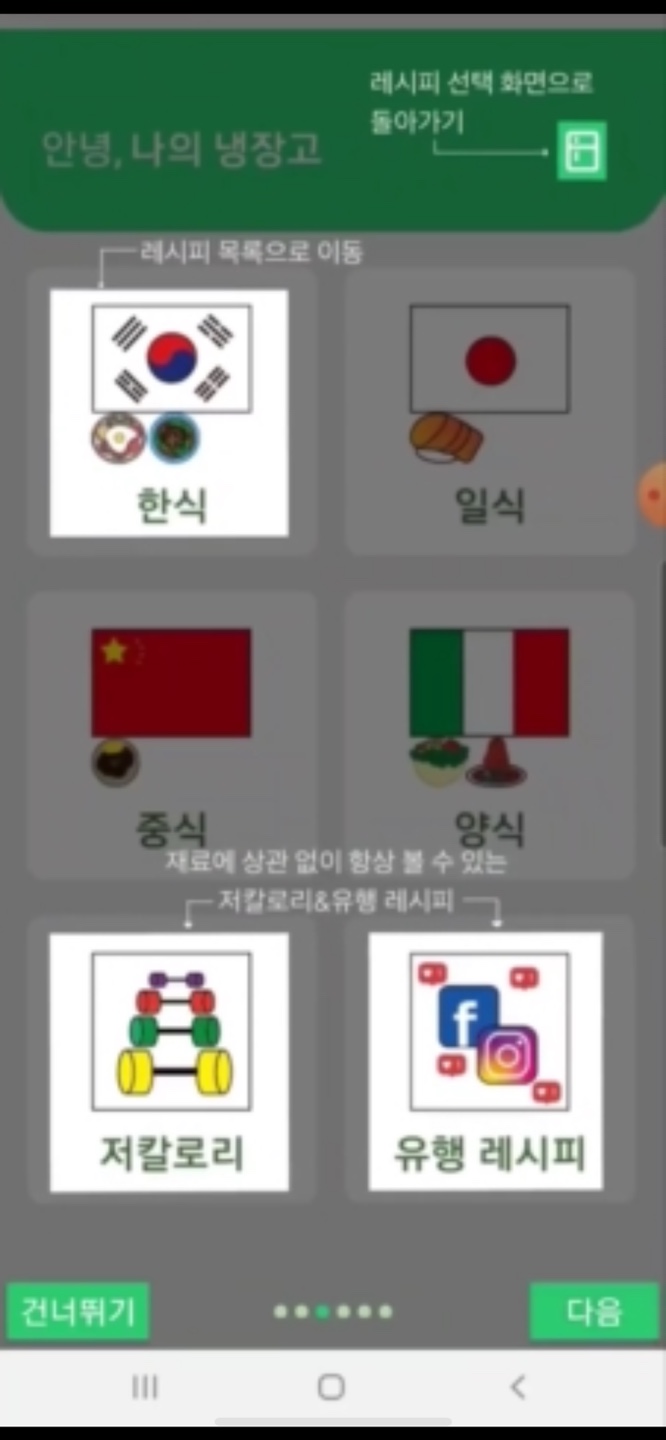 레시피 선택 화면으로
돌아가기
안녕, 나의 냉장고
레시피 목록으로 이동
한식
일식
중식
양식
재료에 상관 없이 항상 볼 수 있는
저칼로리&유행 레시피
f
저칼로리
유행 레시피
건너뛰기
다음